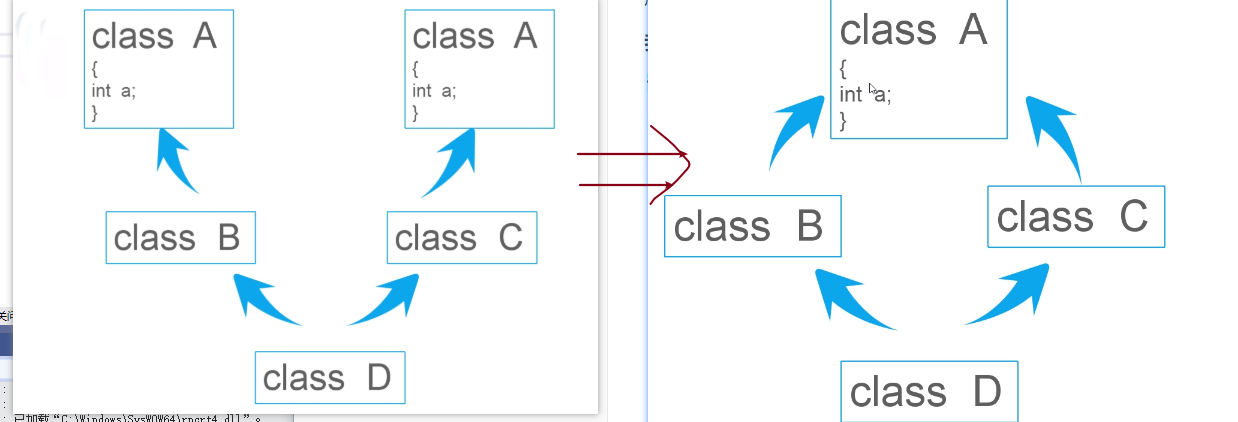 class A
{
int a;
}
class A
{
int a;
}
class B
class C
class D
class A
{
int a;
}
class B
class C
class D
已加载“C:\Windows\SysWOW64\rpcrt4.dll”。